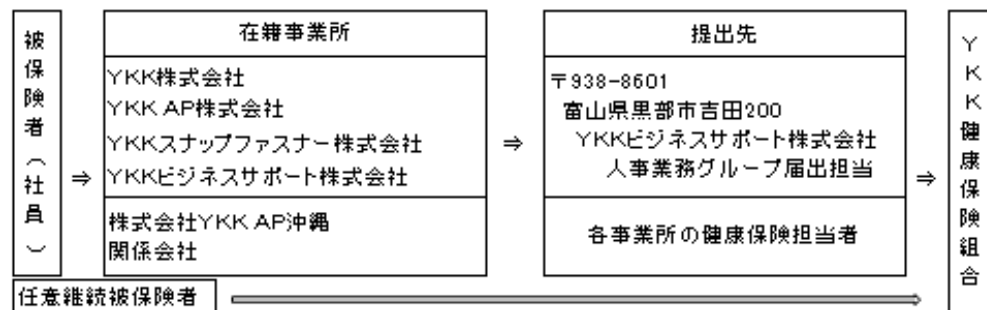 被保険者（社員）
⇒
在籍事業所
YKK株式会社
YKK AP株式会社
YKKスナップファスナー株式会社
YKKビジネスサポート株式会社
株式会社YKK AP沖縄
関係会社
⇒
提出先
〒938-8601
富山県黒部市吉田200
YKKビジネスサポート株式会社
人事業務グループ届出担当
各事業所の健康保険担当者
⇒
YKK健康保険組合
任意継続被保険者